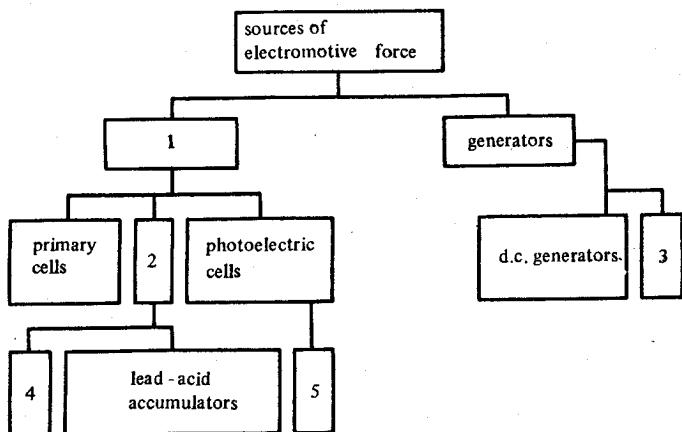 sources of
electromotive force
1
generators
primary
cells
2
photoelectric
cells
d.c. generators.
3
4
lead-acid
accumulators
5